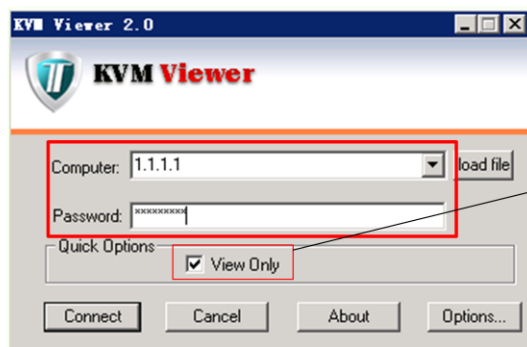 KVM Viewer 2.0
KVM Viewer
Computer: 1.1.1.1 load file
Password: *********
Quick Options
View Only
Connect Cancel About Options...